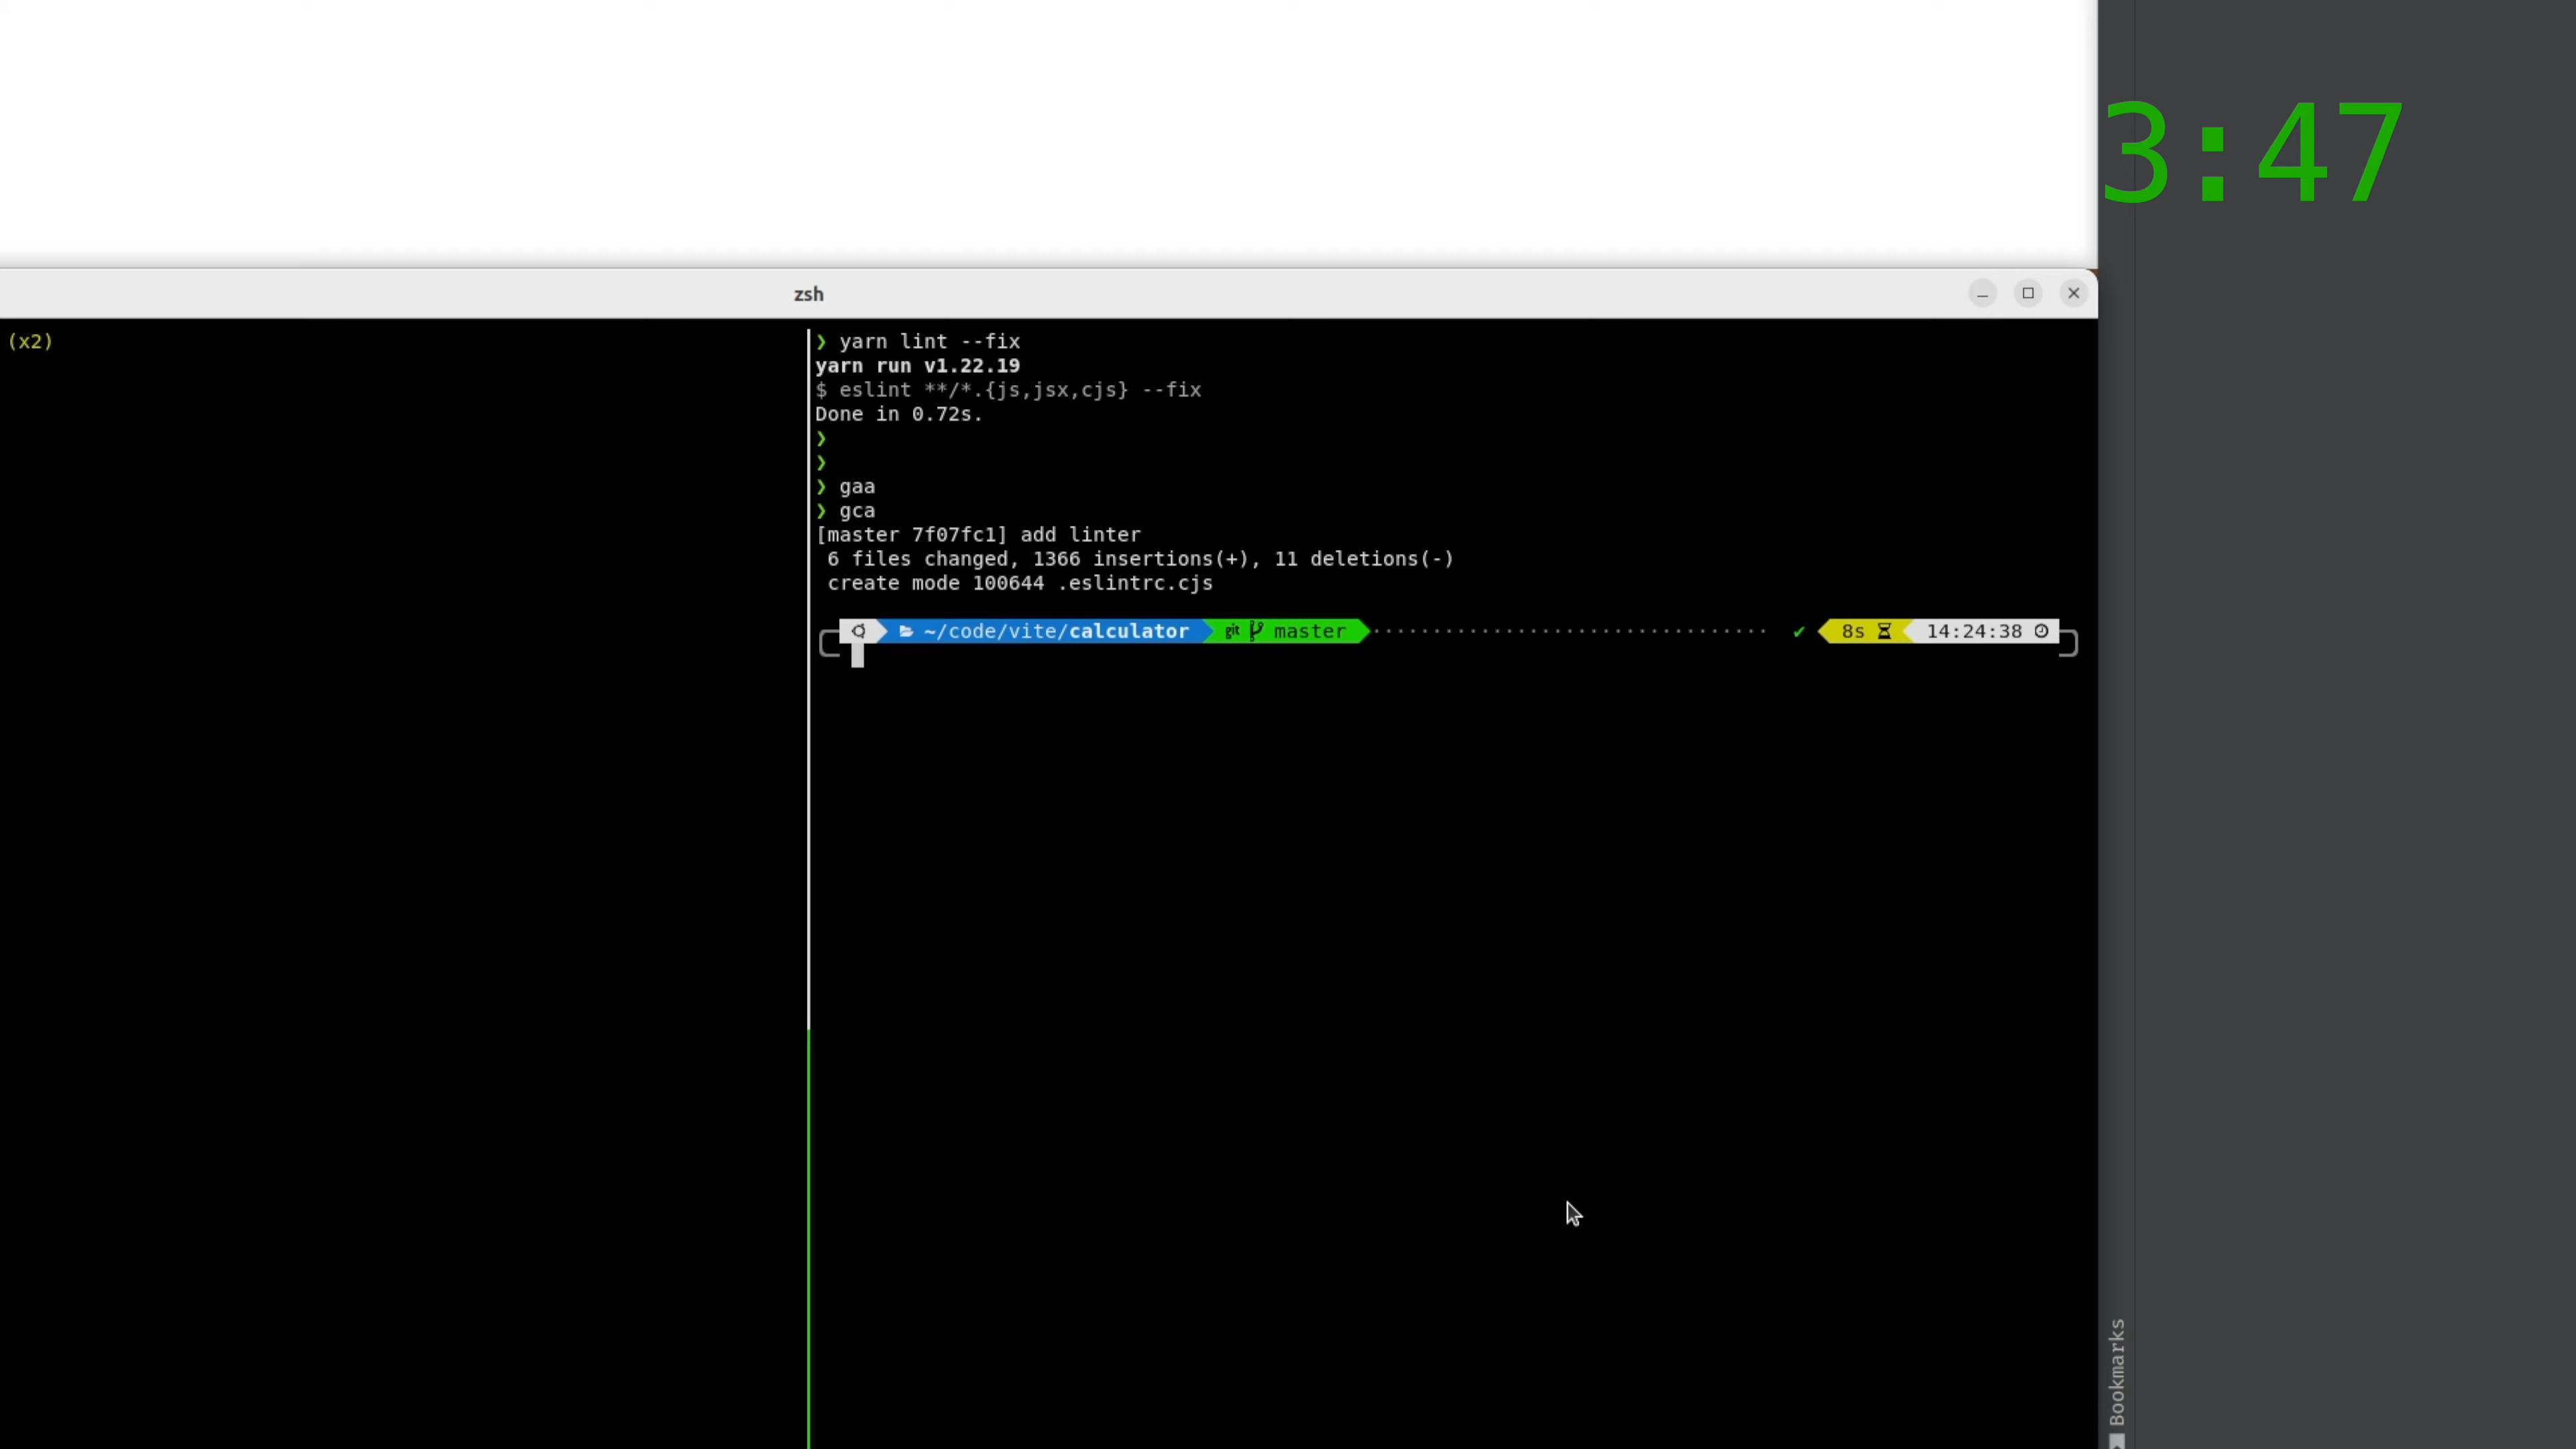 3:47
zsh
(x2)
❯ yarn lint --fix
yarn run v1.22.19
$ eslint **/*.{js,jsx,cjs} --fix
Done in 0.72s.
❯
❯
❯ gaa
❯ gca
[master 7f07fc1] add linter
6 files changed, 1366 insertions(+), 11 deletions(-)
create mode 100644 .eslintrc.cjs
~/code/vite/calculator git master ✔ 8s 14:24:38
Bookmarks